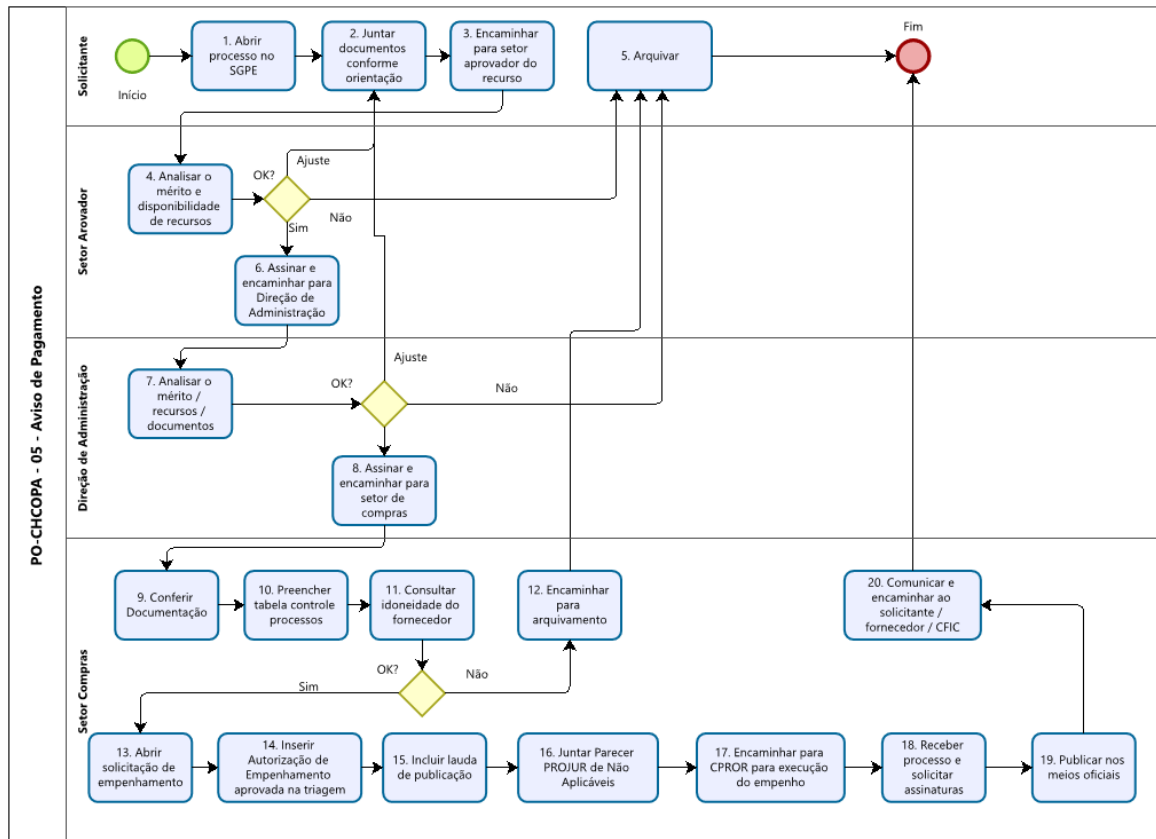 PO-CHCOPA - 05 - Aviso de Pagamento
Solicitante
Início
1. Abrir
processo no
SGPE
2. Juntar
documentos
conforme
orientação
3. Encaminhar
para setor
aprovador do
recurso
5. Arquivar
Fim
Setor Arovador
4. Analisar o
mérito e
disponibilidade
de recursos
OK?
Ajuste
Não
Sim
6. Assinar e
encaminhar para
Direção de
Administração
Direção de Administração
7. Analisar o
mérito /
recursos /
documentos
OK?
Ajuste
Não
8. Assinar e
encaminhar para
setor de
compras
Setor Compras
9. Conferir
Documentação
10. Preencher
tabela controle
processos
11. Consultar
idoneidade do
fornecedor
12. Encaminhar
para
arquivamento
20. Comunicar e
encaminhar ao
solicitante /
fornecedor / CFIC
OK?
Sim
Não
13. Abrir
solicitação de
empenhamento
14. Inserir
Autorização de
Empenhamento
aprovada na triagem
15. Incluir lauda
de publicação
16. Juntar Parecer
PROJUR de Não
Aplicáveis
17. Encaminhar para
CPROR para execução
do empenho
18. Receber
processo e
solicitar
assinaturas
19. Publicar nos
meios oficiais